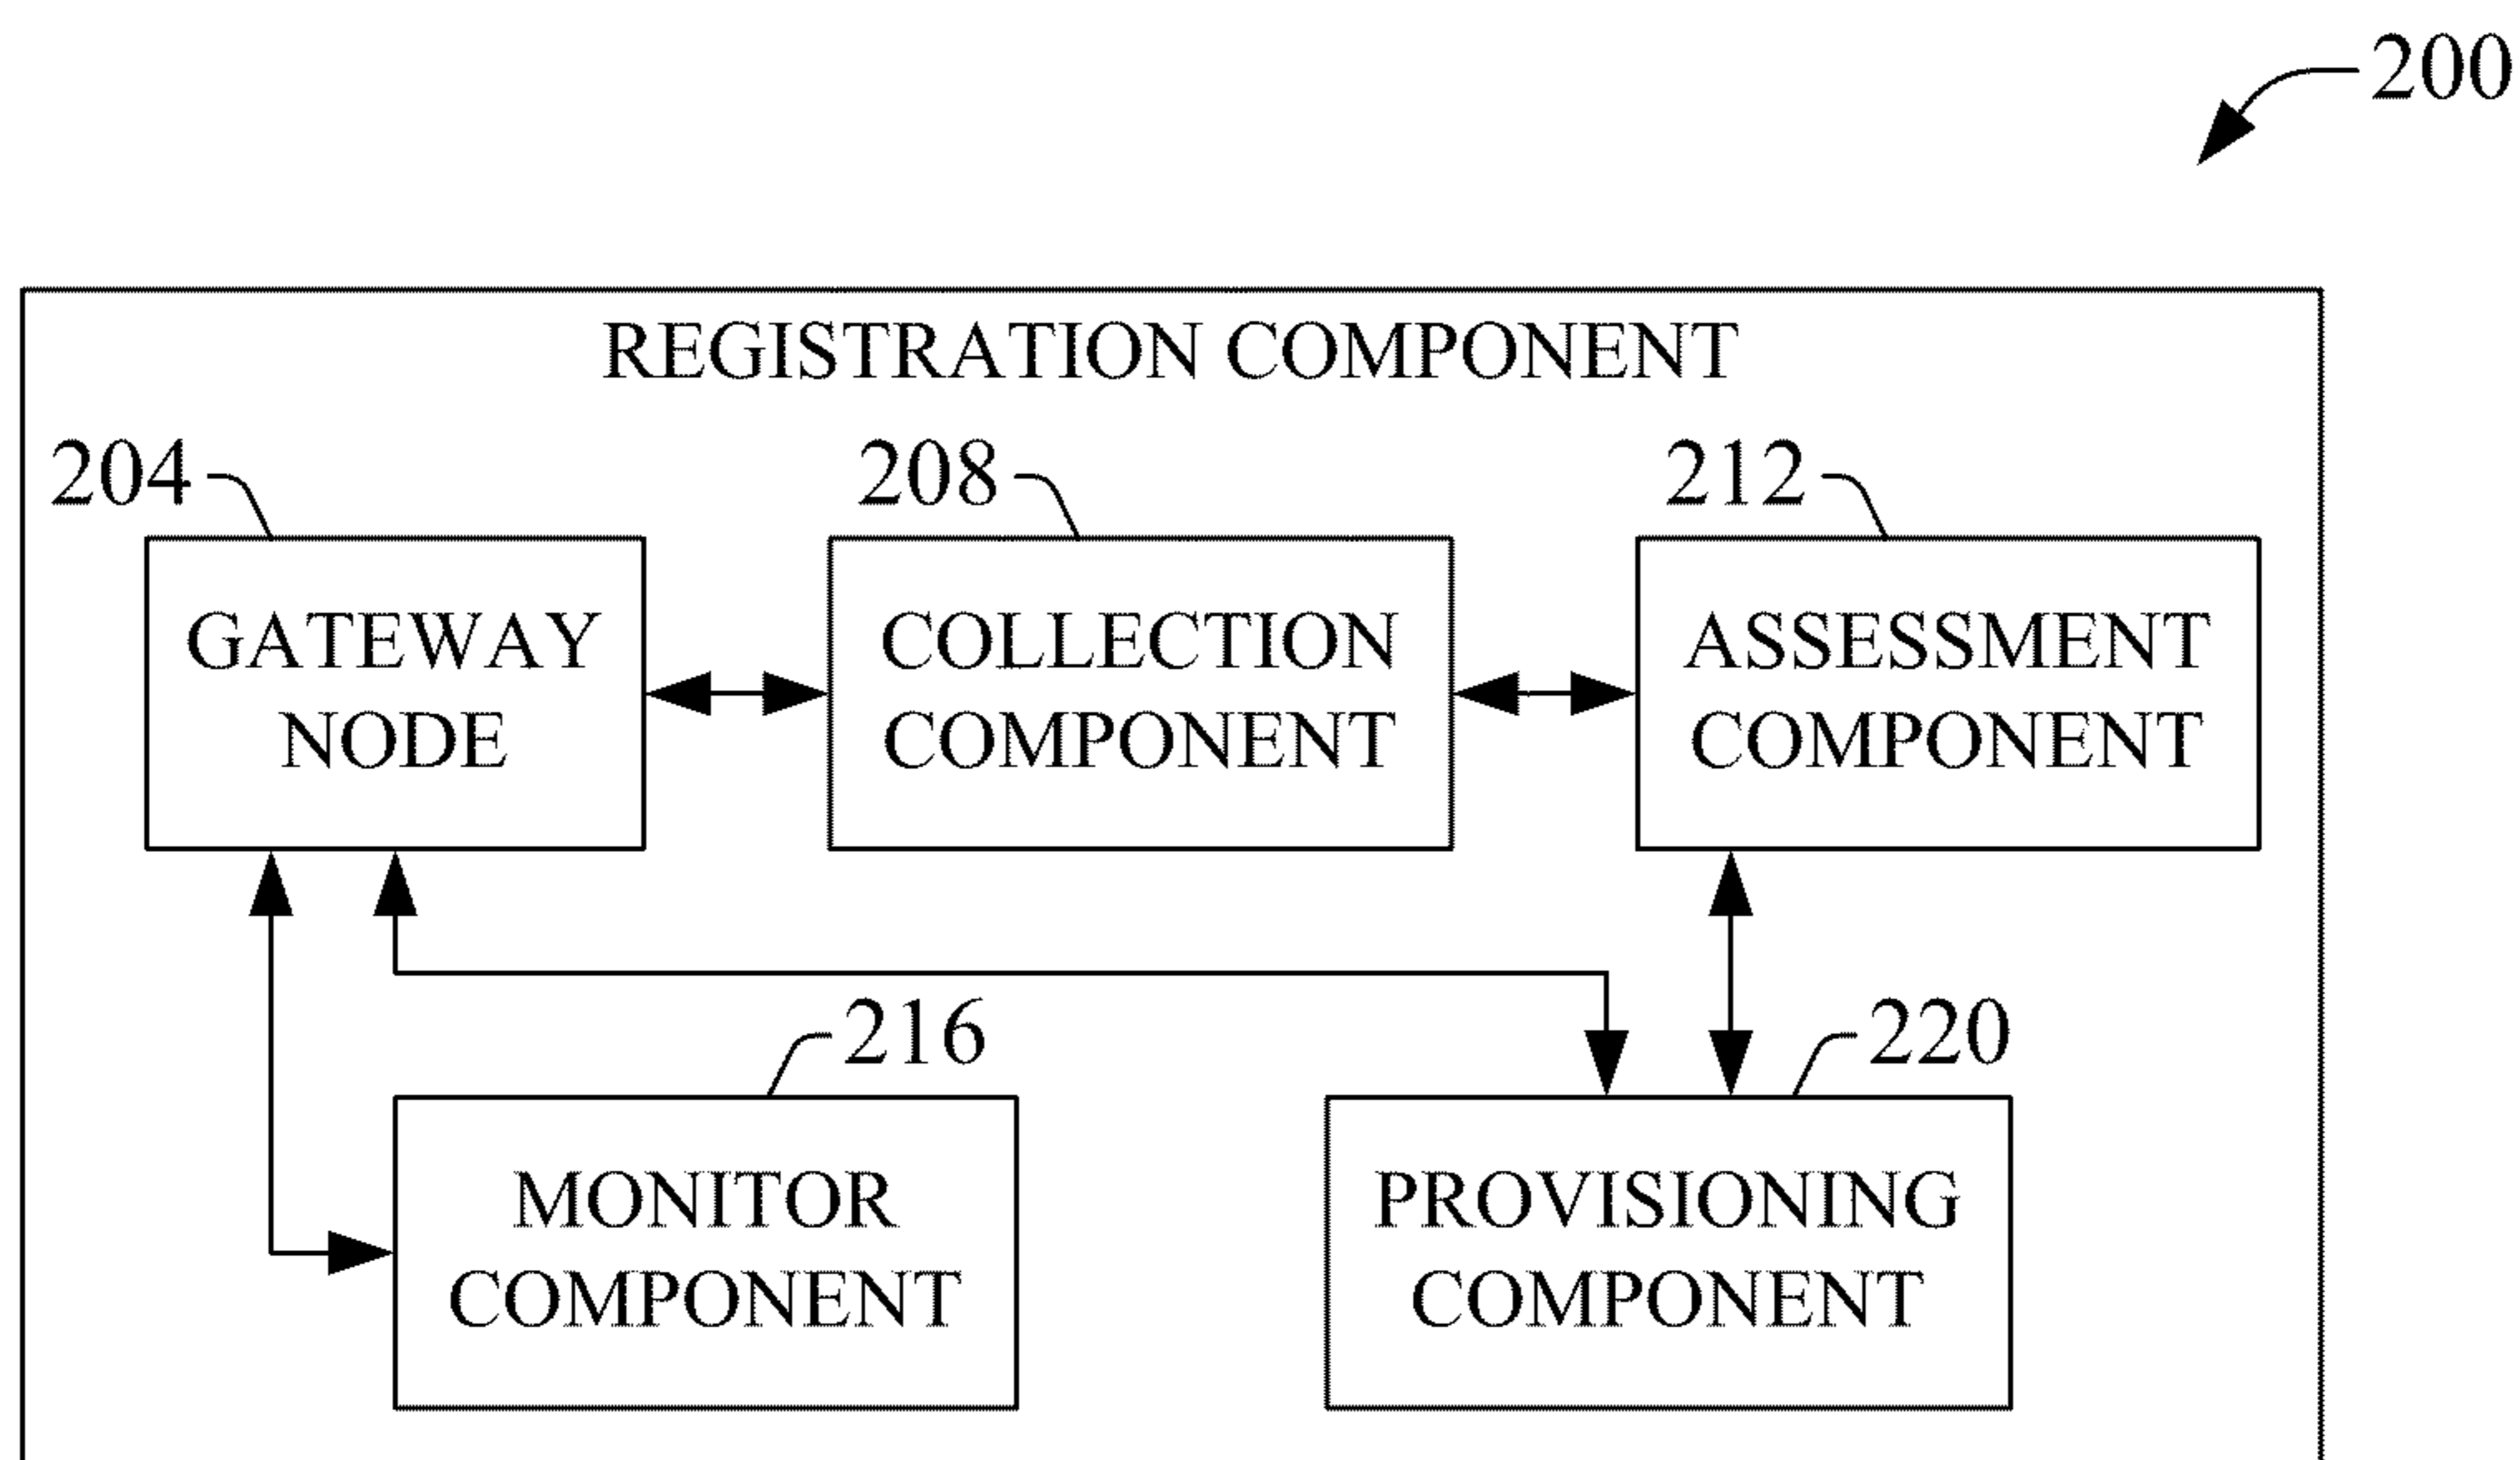 200
REGISTRATION COMPONENT
204
208
212
GATEWAY
NODE
COLLECTION
COMPONENT
ASSESSMENT
COMPONENT
216
220
MONITOR
COMPONENT
PROVISIONING
COMPONENT